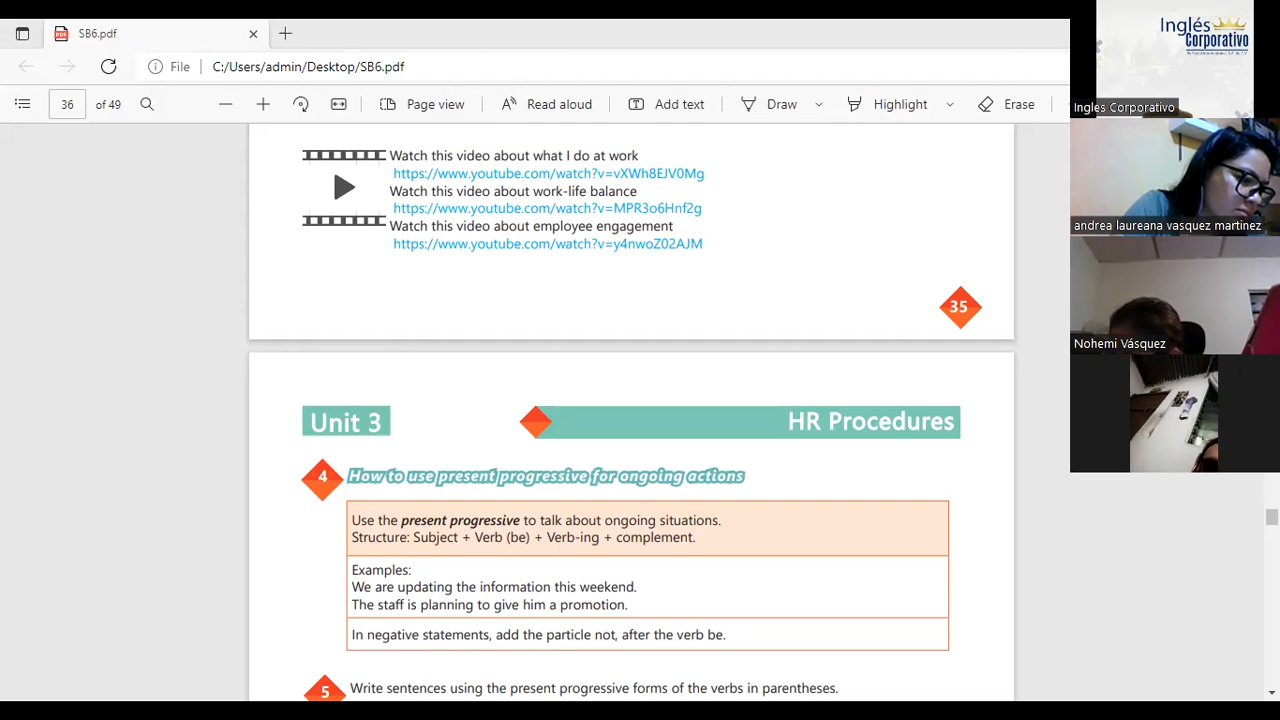 SB6.pdf
File
C:/Users/admin/Desktop/SB6.pdf
36 of 49
Page view
Read aloud
Add text
Draw
Highlight
Erase
Watch this video about what I do at work
https://www.youtube.com/watch?v=vXWh8EJV0Mg
Watch this video about work-life balance
https://www.youtube.com/watch?v=MPR3o6Hnf2g
Watch this video about employee engagement
https://www.youtube.com/watch?v=y4nwoZ02AJM
35
Unit 3
HR Procedures
4 How to use present progressive for ongoing actions
Use the present progressive to talk about ongoing situations.
Structure: Subject + Verb (be) + Verb-ing + complement.
Examples:
We are updating the information this weekend.
The staff is planning to give him a promotion.
In negative statements, add the particle not, after the verb be.
5 Write sentences using the present progressive forms of the verbs in parentheses.
Inglés
Corporativo
Ingles Corporativo
andrea laureana vasquez martinez
Nohemi Vásquez